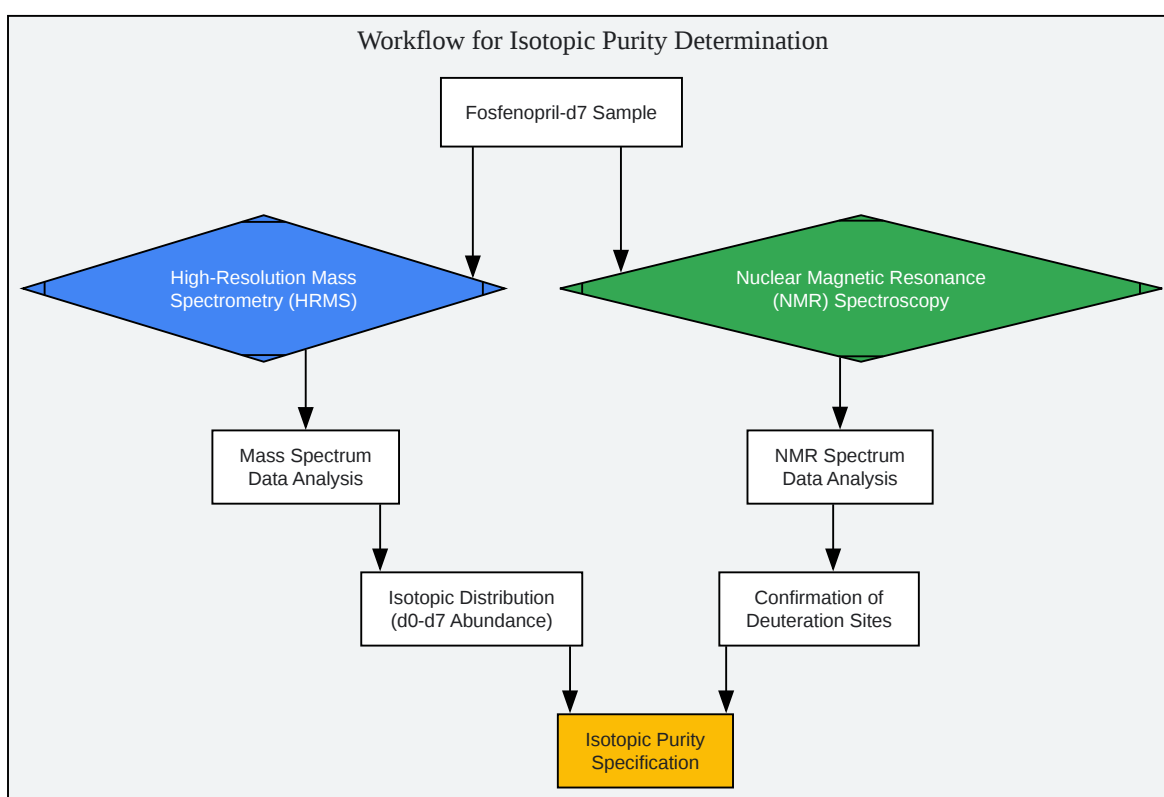 Workflow for Isotopic Purity Determination
Fosfenopril-d7 Sample
High-Resolution Mass
Spectrometry (HRMS)
Nuclear Magnetic Resonance
(NMR) Spectroscopy
Mass Spectrum
Data Analysis
NMR Spectrum
Data Analysis
Isotopic Distribution
(d0-d7 Abundance)
Confirmation of
Deuteration Sites
Isotopic Purity
Specification